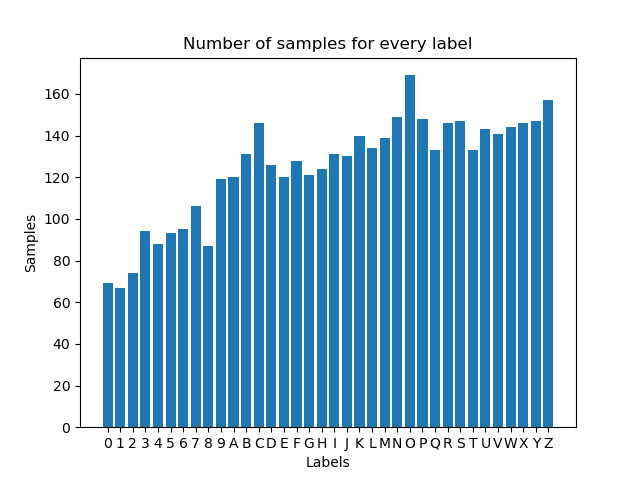 Number of samples for every label
Samples
160
140
120
100
80
60
40
20
0
0 1 2 3 4 5 6 7 8 9 A B C D E F G H I J K L M N O P Q R S T U V W X Y Z
Labels